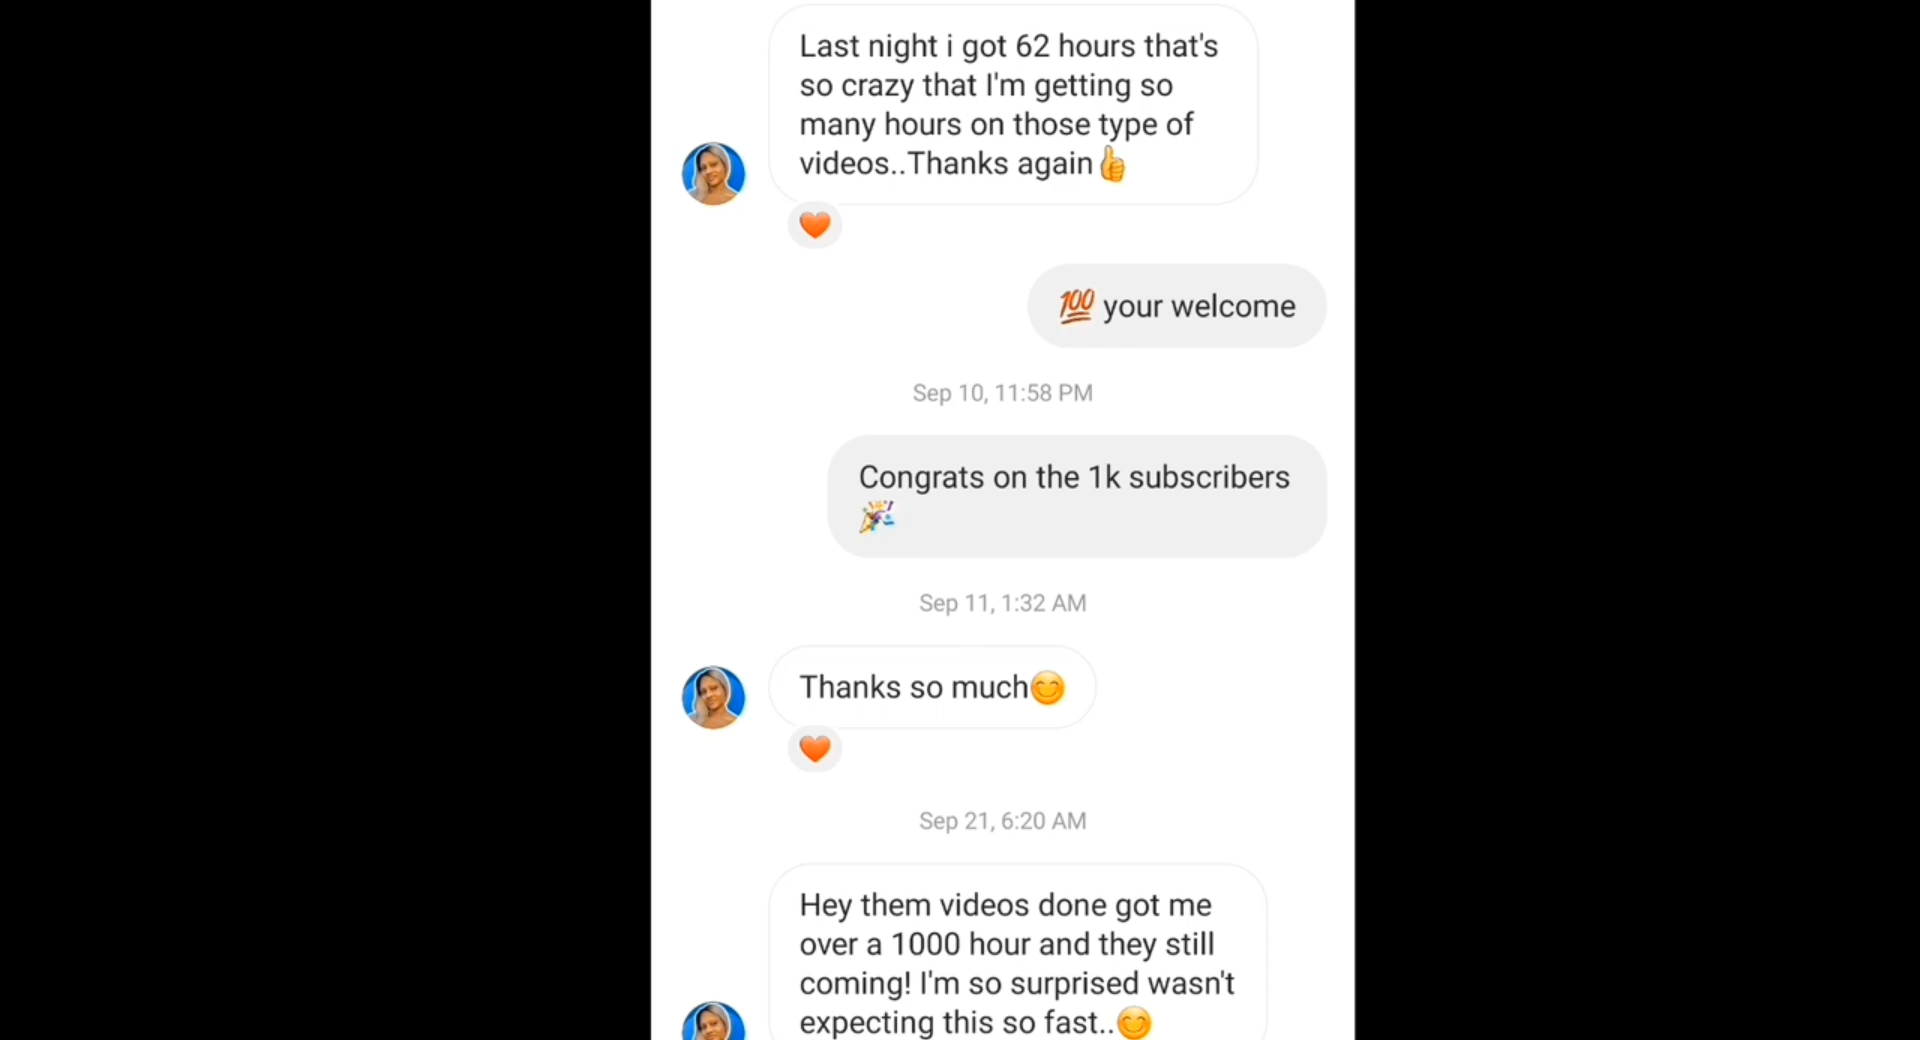 Last night i got 62 hours that's
so crazy that I'm getting so
many hours on those type of
videos..Thanks again👍
🧡
💯 your welcome
Sep 10, 11:58 PM
Congrats on the 1k subscribers
🎉
Sep 11, 1:32 AM
Thanks so much😊
🧡
Sep 21, 6:20 AM
Hey them videos done got me
over a 1000 hour and they still
coming! I'm so surprised wasn't
expecting this so fast..😊